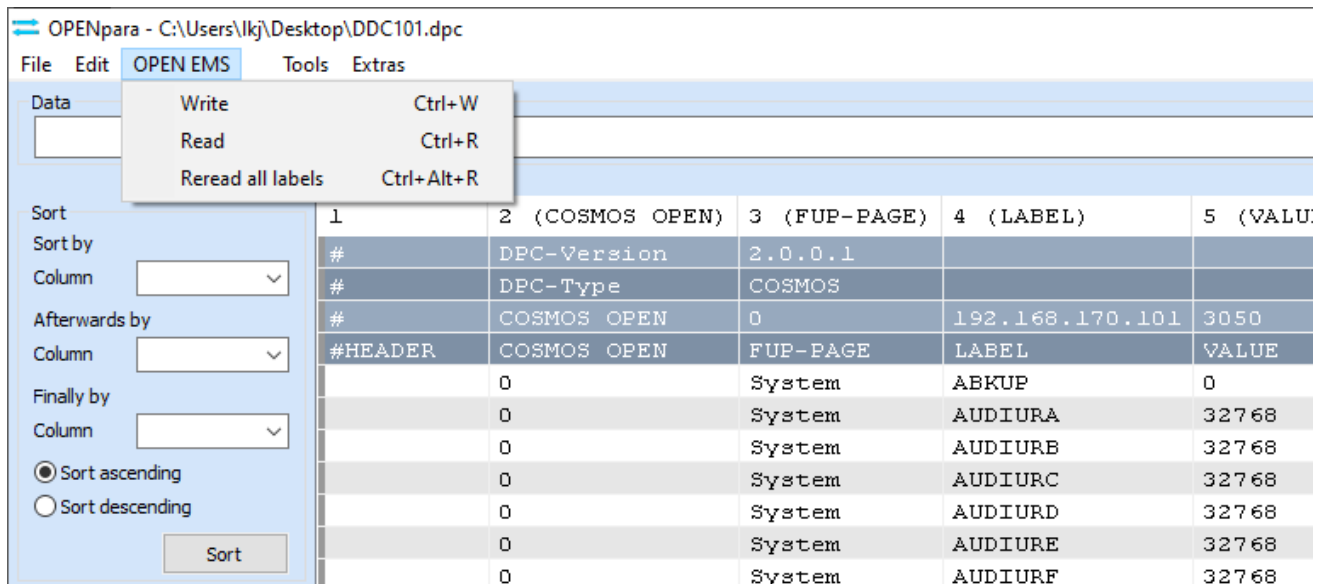 OPENpara - C:\Users\lkj\Desktop\DDC101.dpc
File Edit OPEN EMS Tools Extras
Data
Write Ctrl+W
Read Ctrl+R
Reread all labels Ctrl+Alt+R
Sort
Sort by
Column
Afterwards by
Column
Finally by
Column
Sort ascending
Sort descending
Sort
1 2 (COSMOS OPEN) 3 (FUP-PAGE) 4 (LABEL) 5 (VALU
# DPC-Version 2.0.0.1
# DPC-Type COSMOS
# COSMOS OPEN 0 192.168.170.101 3050
#HEADER COSMOS OPEN FUP-PAGE LABEL VALUE
0 System ABKUP 0
0 System AUDIURA 32768
0 System AUDIURB 32768
0 System AUDIURC 32768
0 System AUDIURD 32768
0 System AUDIURE 32768
0 System AUDIURF 32768